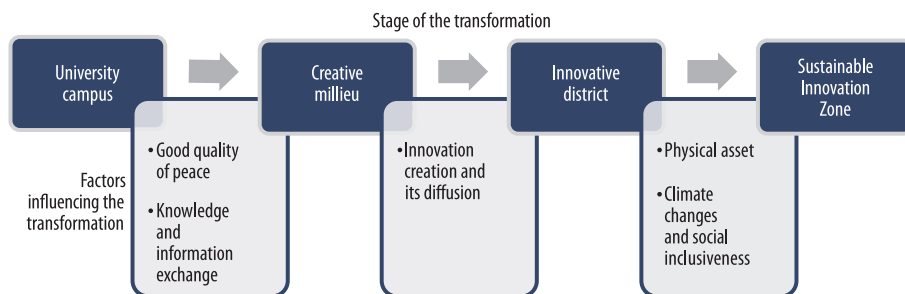 Stage of the transformation
University
campus
Creative
millieu
Innovative
district
Sustainable
Innovation
Zone
Factors
influencing the
transformation
•Good quality
of peace
•Knowledge
and
information
exchange
•Innovation
creation and
its diffusion
•Physical asset
•Climate
changes
and social
inclusiveness